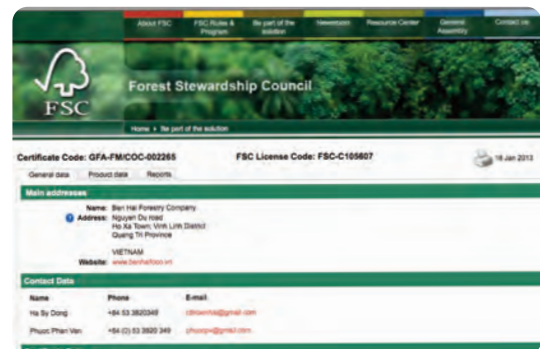 About FSC
FSC Rules & Program
Be part of the solution
Newsroom
Resource Center
General Assembly
Contact us
FSC
Forest Stewardship Council
Home › Be part of the solution
Certificate Code: GFA-FM/COC-002265
FSC License Code: FSC-C105607
16 Jan 2013
General data
Product data
Reports
Main addresses
Name: Ben Hai Forestry Company
Address: Nguyen Du road
Ho Xa Town; Vinh Linh District
Quang Tri Province
VIETNAM
Website:
Contact Data
Name Phone E-mail
Ha Sy Dong +84 53 3820349
Phuoc Phan Van +84 (0) 53 3820 349